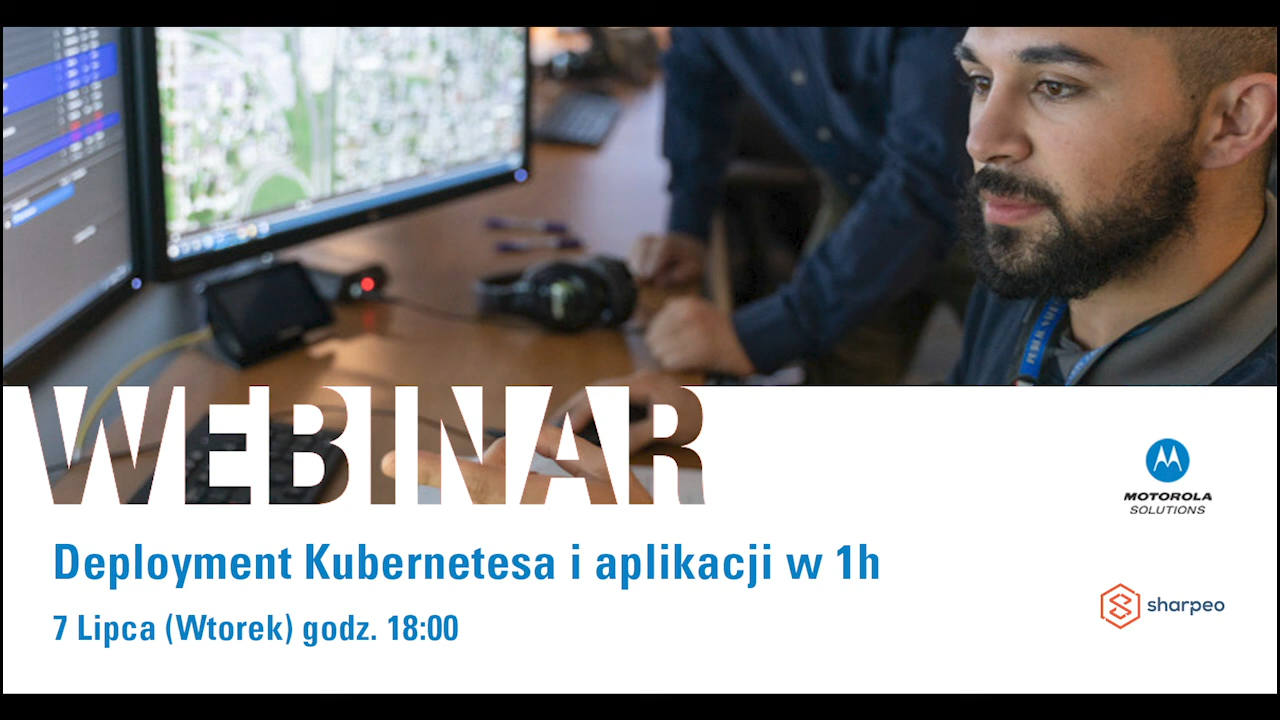 WEBINAR
Deployment Kubernetesa i aplikacji w 1h
7 Lipca (Wtorek) godz. 18:00
MOTOROLA
SOLUTIONS
sharpeo